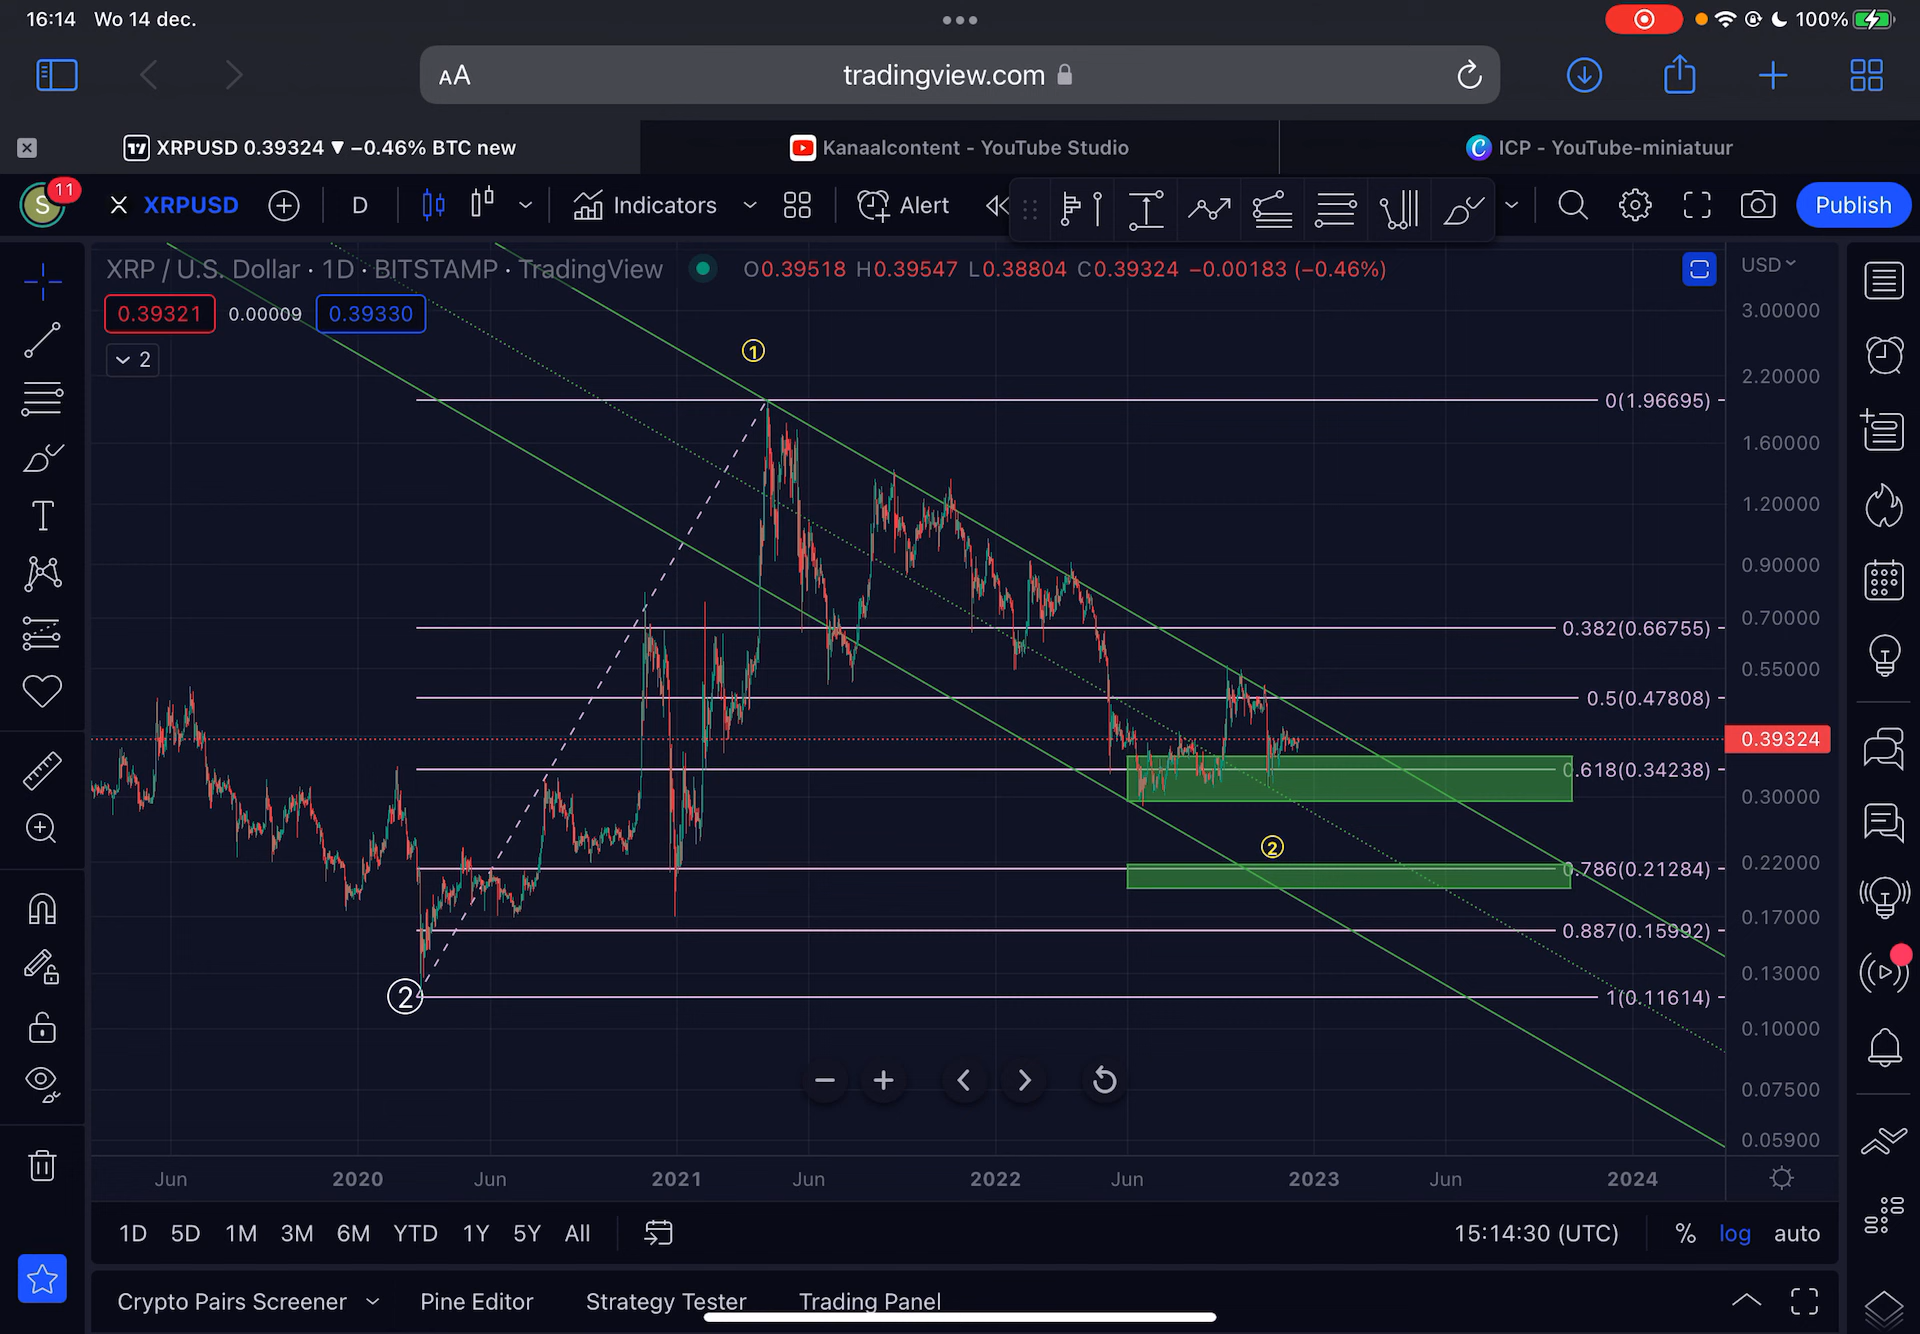 16:14 Wo 14 dec.
100%
AA tradingview.com
XRPUSD 0.39324 ▼ −0.46% BTC new
Kanaalcontent - YouTube Studio
ICP - YouTube-miniatuur
S 11
X XRPUSD D Indicators Alert Publish
XRP / U.S. Dollar · 1D · BITSTAMP · TradingView
O0.39518 H0.39547 L0.38804 C0.39324 −0.00183 (−0.46%)
USD
0.39321 0.00009 0.39330
2
3.00000
1
2.20000
0(1.96695)
1.60000
1.20000
0.90000
0.70000
0.382(0.66755)
0.55000
0.5(0.47808)
0.39324
0.618(0.34238)
0.30000
2
0.22000
0.786(0.21284)
0.17000
0.887(0.15992)
0.13000
2
1(0.11614)
0.10000
0.07500
0.05900
Jun 2020 Jun 2021 Jun 2022 Jun 2023 Jun 2024
1D 5D 1M 3M 6M YTD 1Y 5Y All
15:14:30 (UTC) % log auto
Crypto Pairs Screener Pine Editor Strategy Tester Trading Panel